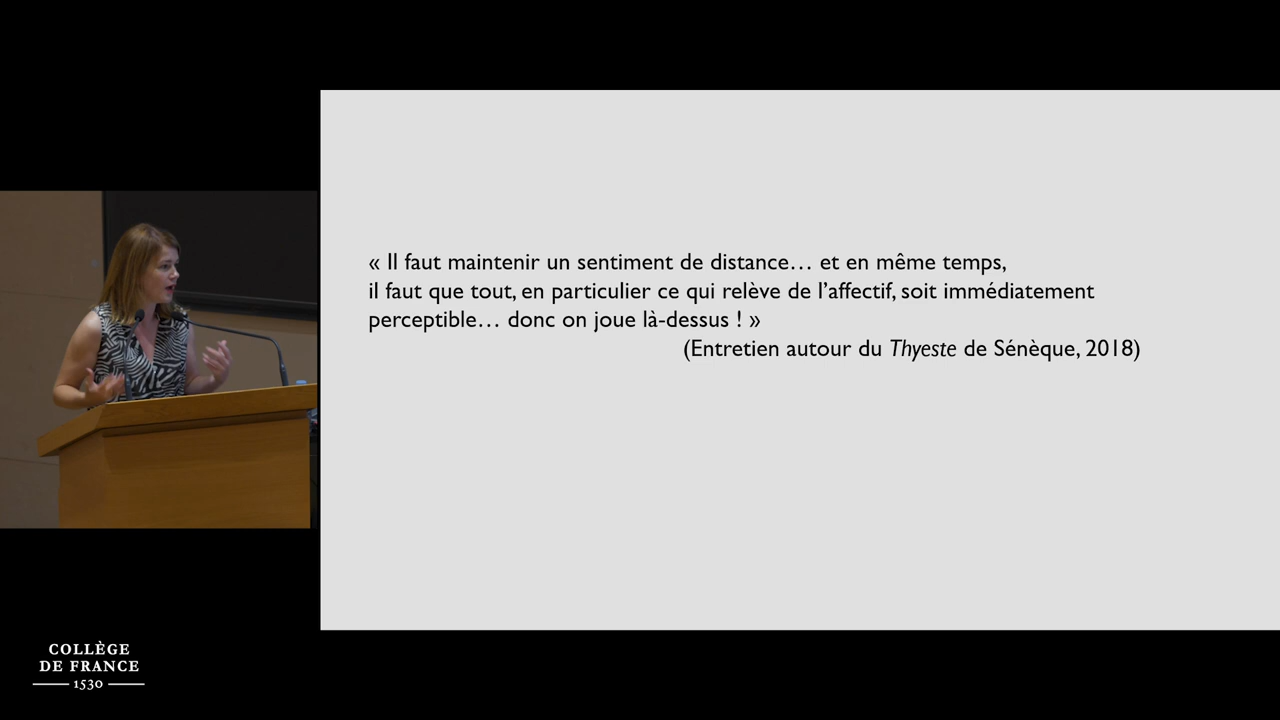 « Il faut maintenir un sentiment de distance… et en même temps,
il faut que tout, en particulier ce qui relève de l’affectif, soit immédiatement
perceptible… donc on joue là-dessus ! »
(Entretien autour du Thyeste de Sénèque, 2018)
COLLÈGE
DE FRANCE
1530